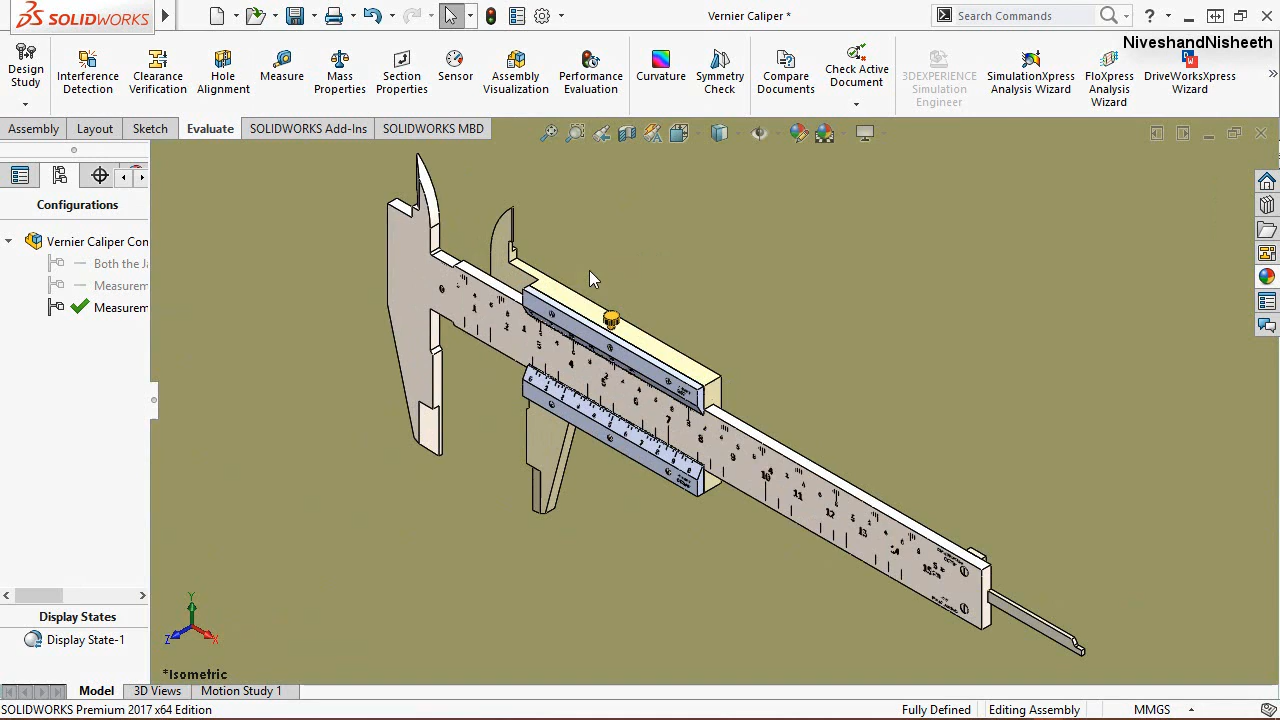 SOLIDWORKS
Vernier Caliper *
Search Commands
?
NiveshandNisheeth
Design Study
Interference Detection
Clearance Verification
Hole Alignment
Measure
Mass Properties
Section Properties
Sensor
Assembly Visualization
Performance Evaluation
Curvature
Symmetry Check
Compare Documents
Check Active Document
3DEXPERIENCE Simulation Engineer
SimulationXpress Analysis Wizard
FloXpress Analysis Wizard
DriveWorksXpress Wizard
Assembly
Layout
Sketch
Evaluate
SOLIDWORKS Add-Ins
SOLIDWORKS MBD
Configurations
Vernier Caliper Con
Both the Ja
Measurem
Measurem
Display States
Display State-1
Y
Z
X
*Isometric
Model
3D Views
Motion Study 1
SOLIDWORKS Premium 2017 x64 Edition
Fully Defined
Editing Assembly
MMGS